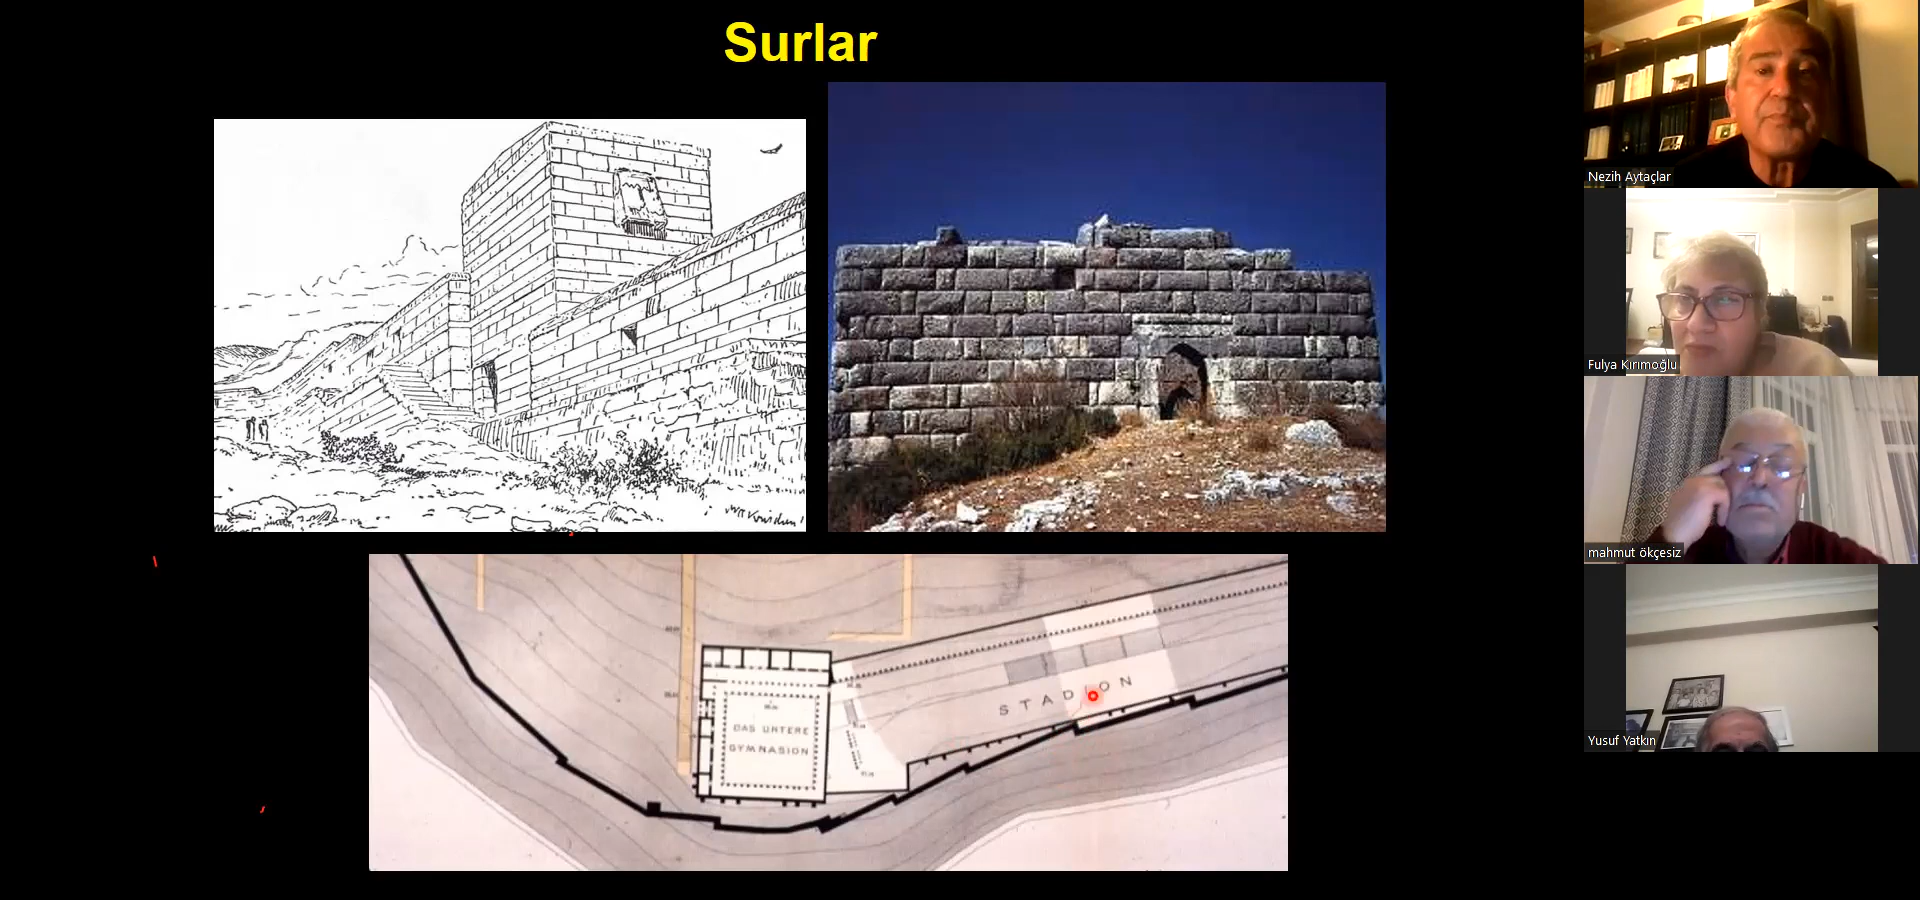 Surlar
DAS UNTERE
GYMNASION
STADION
Nezih Aytaçlar
Fulya Kırımoğlu
mahmut ökçesiz
Yusuf Yatkın